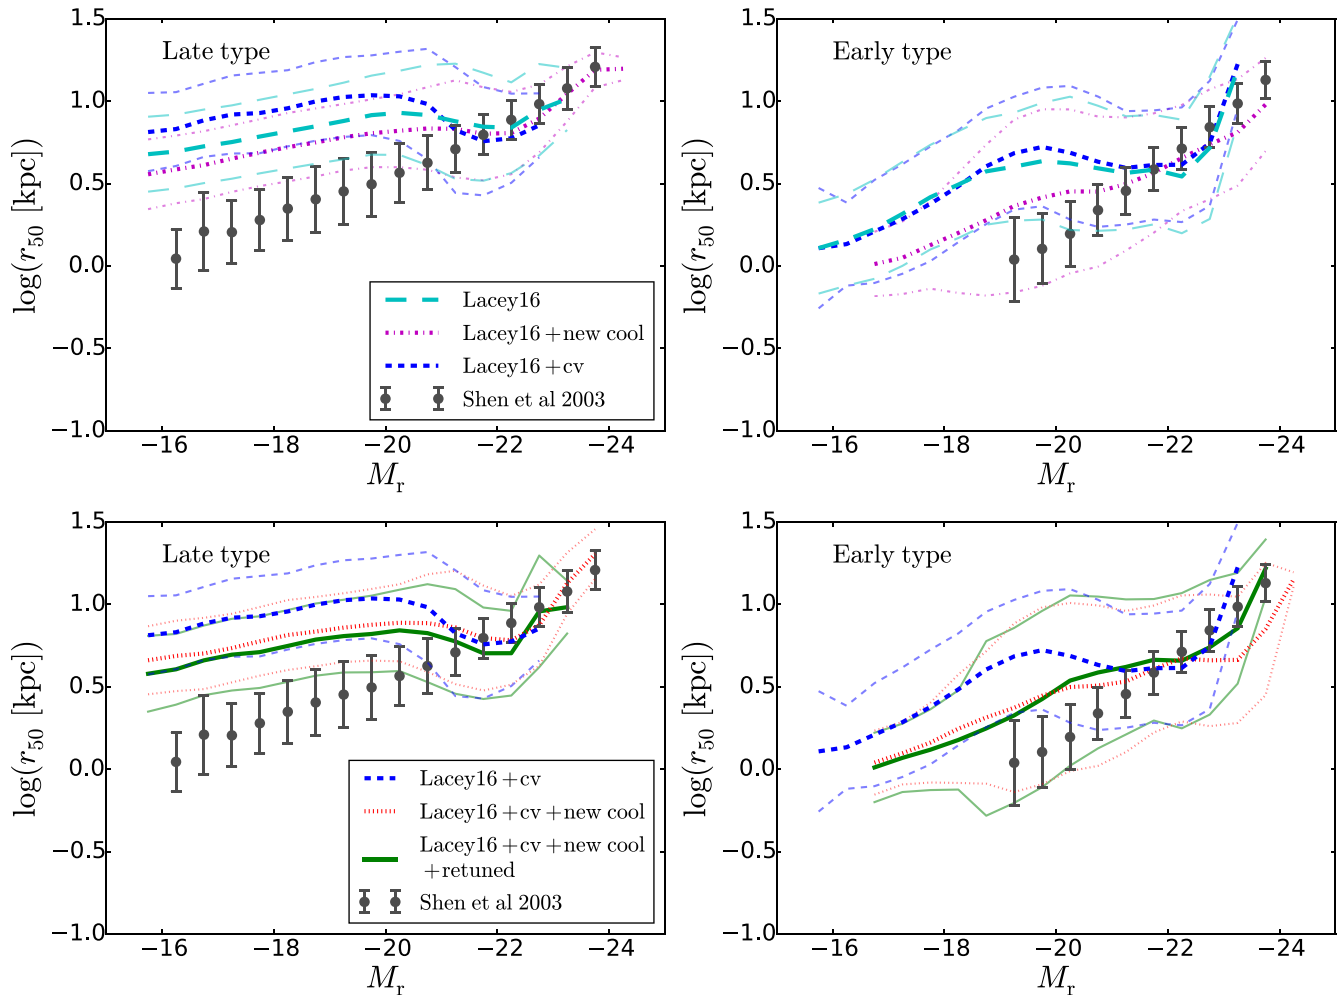 1.5
1.0
0.5
0.0
−0.5
−1.0
log(r50 [kpc])
Late type
Lacey16
Lacey16+new cool
Lacey16+cv
Shen et al 2003
−16 −18 −20 −22 −24
Mr
1.5
1.0
0.5
0.0
−0.5
−1.0
log(r50 [kpc])
Early type
−16 −18 −20 −22 −24
Mr
1.5
1.0
0.5
0.0
−0.5
−1.0
log(r50 [kpc])
Late type
Lacey16+cv
Lacey16+cv+new cool
Lacey16+cv+new cool
+retuned
Shen et al 2003
−16 −18 −20 −22 −24
Mr
1.5
1.0
0.5
0.0
−0.5
−1.0
log(r50 [kpc])
Early type
−16 −18 −20 −22 −24
Mr